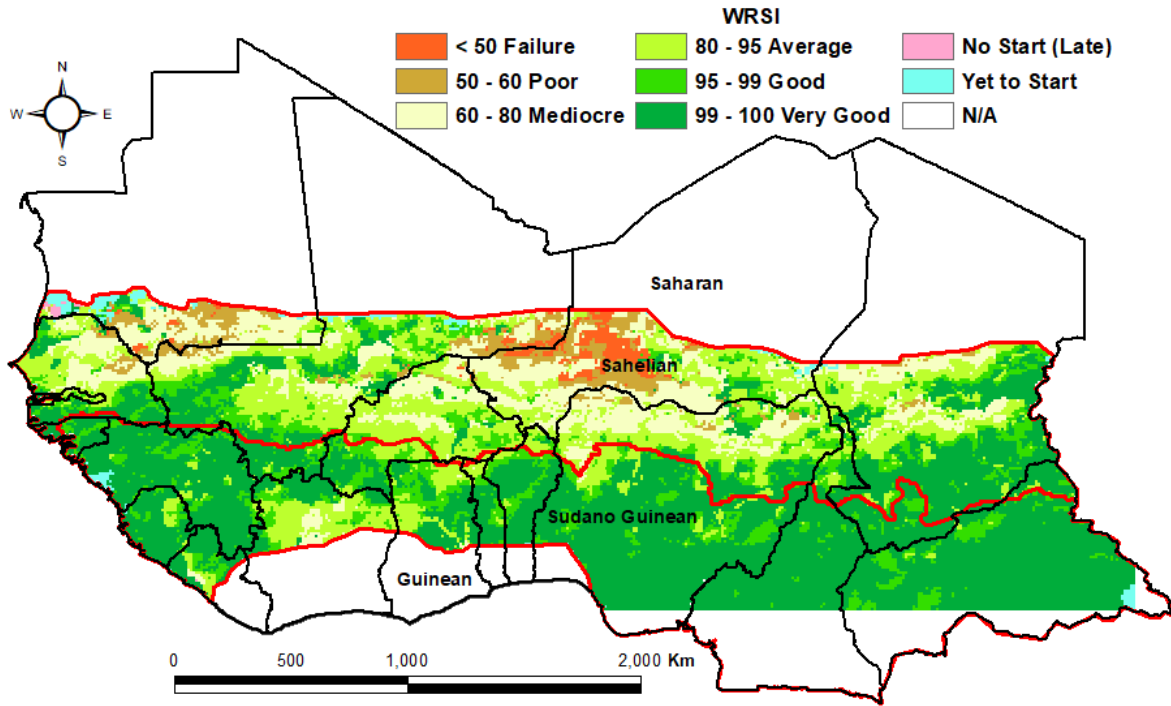 WRSI
< 50 Failure
80 - 95 Average
No Start (Late)
50 - 60 Poor
95 - 99 Good
Yet to Start
60 - 80 Mediocre
99 - 100 Very Good
N/A
N
W
E
S
Saharan
Sahelian
Sudano Guinean
Guinean
0 500 1,000 2,000 Km